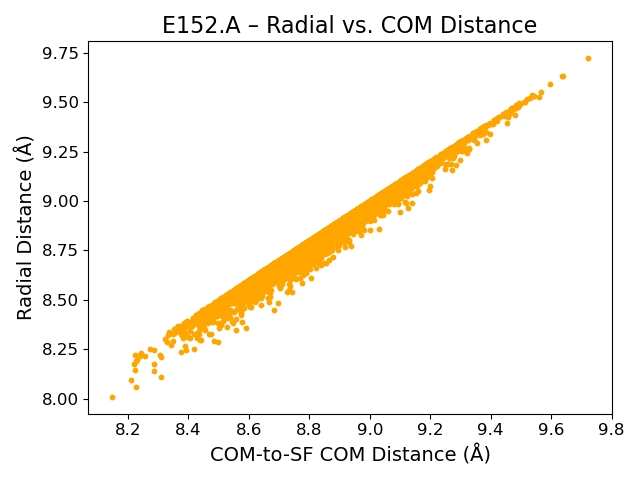 E152.A – Radial vs. COM Distance
Radial Distance (Å)
9.75
9.50
9.25
9.00
8.75
8.50
8.25
8.00
8.2 8.4 8.6 8.8 9.0 9.2 9.4 9.6 9.8
COM-to-SF COM Distance (Å)